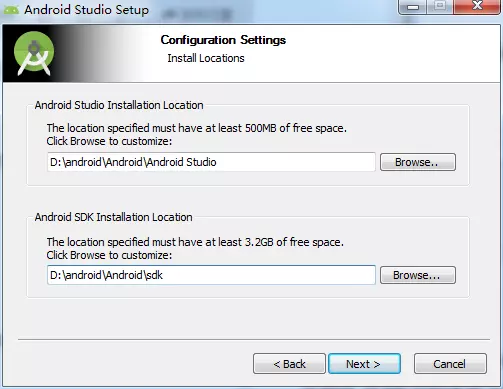 Android Studio Setup
Configuration Settings
Install Locations
Android Studio Installation Location
The location specified must have at least 500MB of free space.
Click Browse to customize:
D:\android\Android\Android Studio
Browse..
Android SDK Installation Location
The location specified must have at least 3.2GB of free space.
Click Browse to customize:
D:\android\Android\sdk
Browse...
< Back
Next >
Cancel